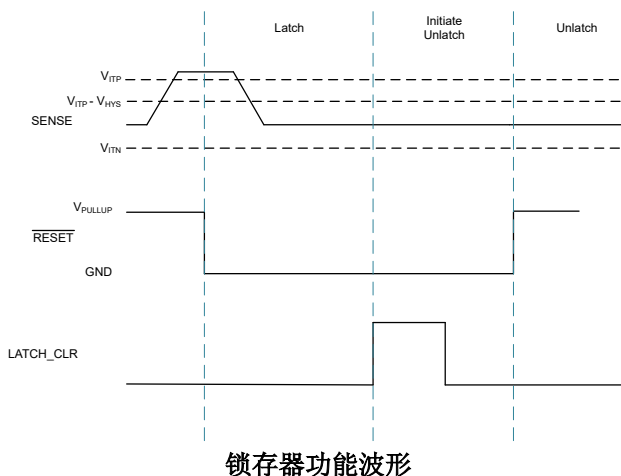 Latch
Initiate
Unlatch
Unlatch
VITP
VITP - VHYS
SENSE
VITN
VPULLUP
RESET
GND
LATCH_CLR
锁存器功能波形